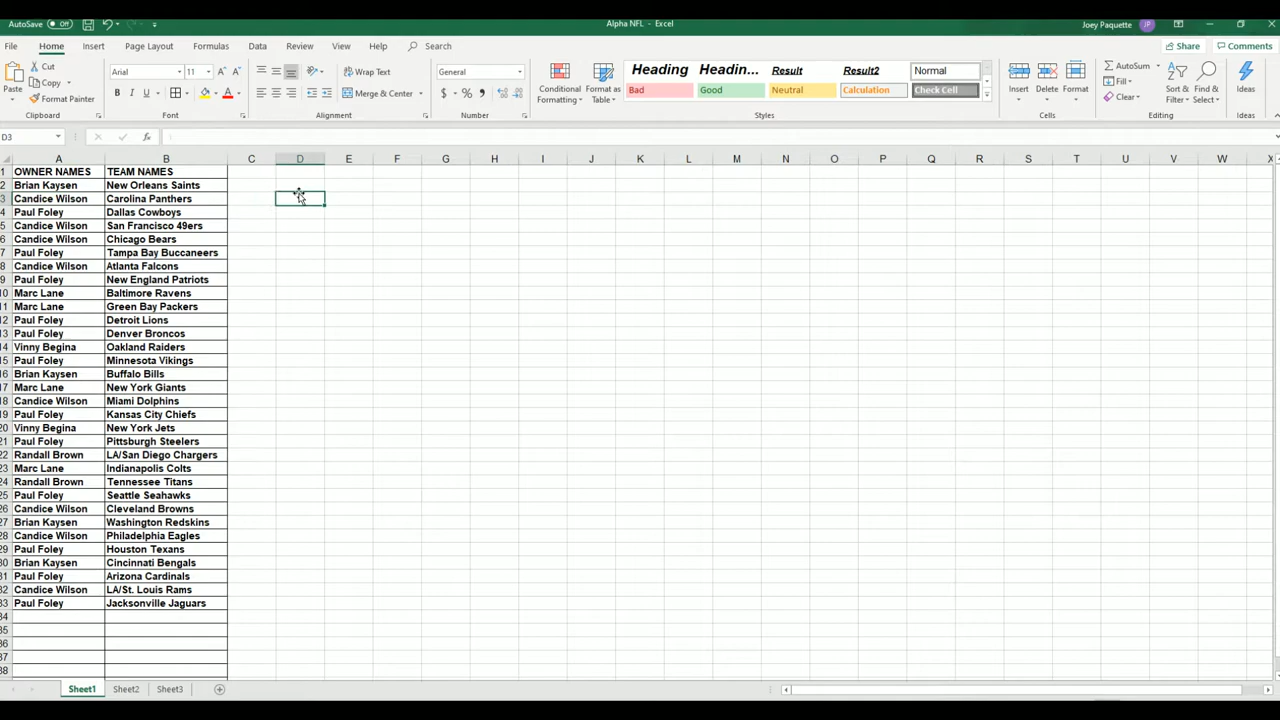 AutoSave Off
Alpha NFL - Excel
Joey Paquette JP
File Home Insert Page Layout Formulas Data Review View Help Search Share Comments
Paste
Cut
Copy
Format Painter
Clipboard
Arial 11
B I U
Font
Wrap Text
Merge & Center
Alignment
General
$ % ,
Number
Conditional Formatting
Format as Table
Heading Headin... Result Result2 Normal
Bad Good Neutral Calculation Check Cell
Styles
Insert Delete Format
Cells
AutoSum
Fill
Clear
Sort & Filter
Find & Select
Editing
Ideas
Ideas
D3 fx
A B C D E F G H I J K L M N O P Q R S T U V W X
1 OWNER NAMES TEAM NAMES
2 Brian Kaysen New Orleans Saints
3 Candice Wilson Carolina Panthers
4 Paul Foley Dallas Cowboys
5 Candice Wilson San Francisco 49ers
6 Candice Wilson Chicago Bears
7 Paul Foley Tampa Bay Buccaneers
8 Candice Wilson Atlanta Falcons
9 Paul Foley New England Patriots
10 Marc Lane Baltimore Ravens
11 Marc Lane Green Bay Packers
12 Paul Foley Detroit Lions
13 Paul Foley Denver Broncos
14 Vinny Begina Oakland Raiders
15 Paul Foley Minnesota Vikings
16 Brian Kaysen Buffalo Bills
17 Marc Lane New York Giants
18 Candice Wilson Miami Dolphins
19 Paul Foley Kansas City Chiefs
20 Vinny Begina New York Jets
21 Paul Foley Pittsburgh Steelers
22 Randall Brown LA/San Diego Chargers
23 Marc Lane Indianapolis Colts
24 Randall Brown Tennessee Titans
25 Paul Foley Seattle Seahawks
26 Candice Wilson Cleveland Browns
27 Brian Kaysen Washington Redskins
28 Candice Wilson Philadelphia Eagles
29 Paul Foley Houston Texans
30 Brian Kaysen Cincinnati Bengals
31 Paul Foley Arizona Cardinals
32 Candice Wilson LA/St. Louis Rams
33 Paul Foley Jacksonville Jaguars
34
35
36
37
38
Sheet1 Sheet2 Sheet3